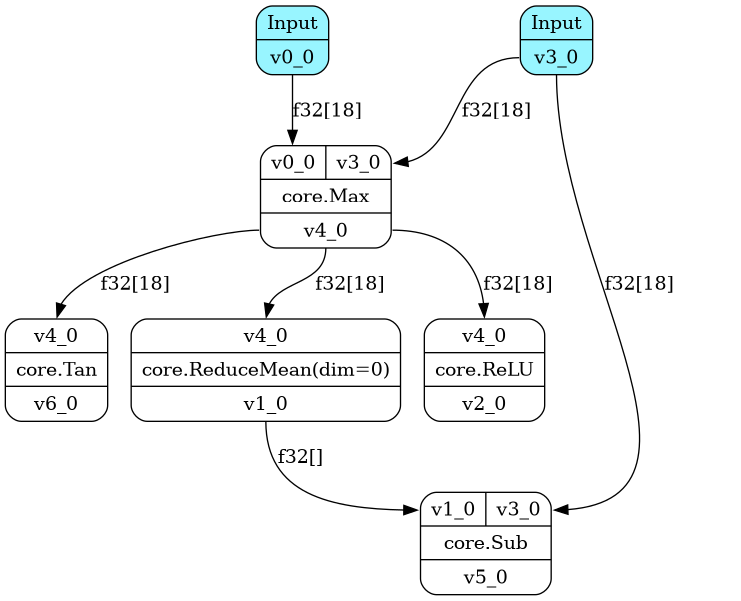 Input
v0_0
Input
v3_0
f32[18]
f32[18]
v0_0 v3_0
core.Max
v4_0
f32[18]
f32[18]
f32[18]
f32[18]
v4_0
core.Tan
v6_0
v4_0
core.ReduceMean(dim=0)
v1_0
v4_0
core.ReLU
v2_0
f32[]
v1_0 v3_0
core.Sub
v5_0